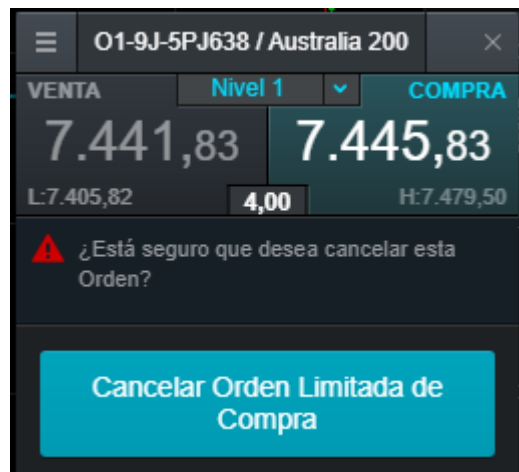 O1-9J-5PJ638 / Australia 200
VENTA Nivel 1 COMPRA
7.441,83 7.445,83
L:7.405,82 4,00 H:7.479,50
¿Está seguro que desea cancelar esta
Orden?
Cancelar Orden Limitada de
Compra